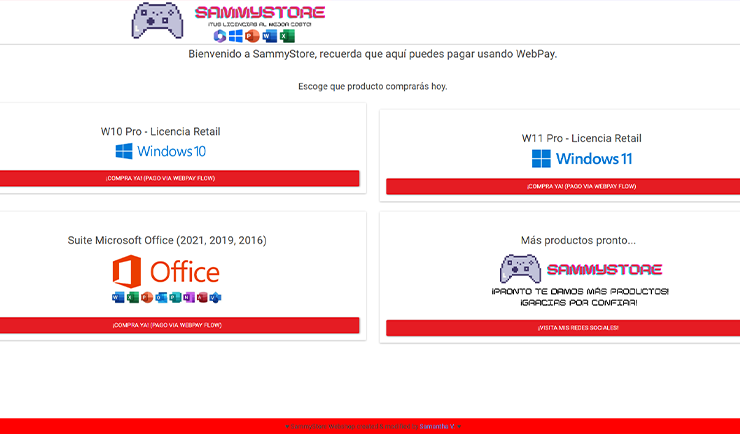 SAMMYSTORE
¡TUS LICENCIAS AL MEJOR COSTO!
Bienvenido a SammyStore, recuerda que aquí puedes pagar usando WebPay.
Escoge que producto comprarás hoy.
W10 Pro - Licencia Retail
Windows 10
¡COMPRA YA! (PAGO VIA WEBPAY FLOW)
W11 Pro - Licencia Retail
Windows 11
¡COMPRA YA! (PAGO VIA WEBPAY FLOW)
Suite Microsoft Office (2021, 2019, 2016)
Office
¡COMPRA YA! (PAGO VIA WEBPAY FLOW)
Más productos pronto...
SAMMYSTORE
¡PRONTO TE DAMOS MÁS PRODUCTOS!
¡GRACIAS POR CONFIAR!
¡VISITA MIS REDES SOCIALES!
Samantha V.